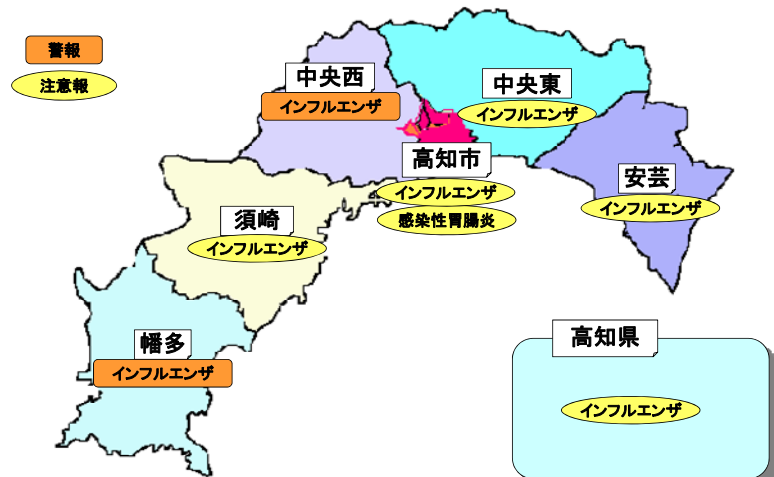 警報
注意報
中央西
インフルエンザ
中央東
インフルエンザ
高知市
インフルエンザ
感染性胃腸炎
安芸
インフルエンザ
須崎
インフルエンザ
幡多
インフルエンザ
高知県
インフルエンザ